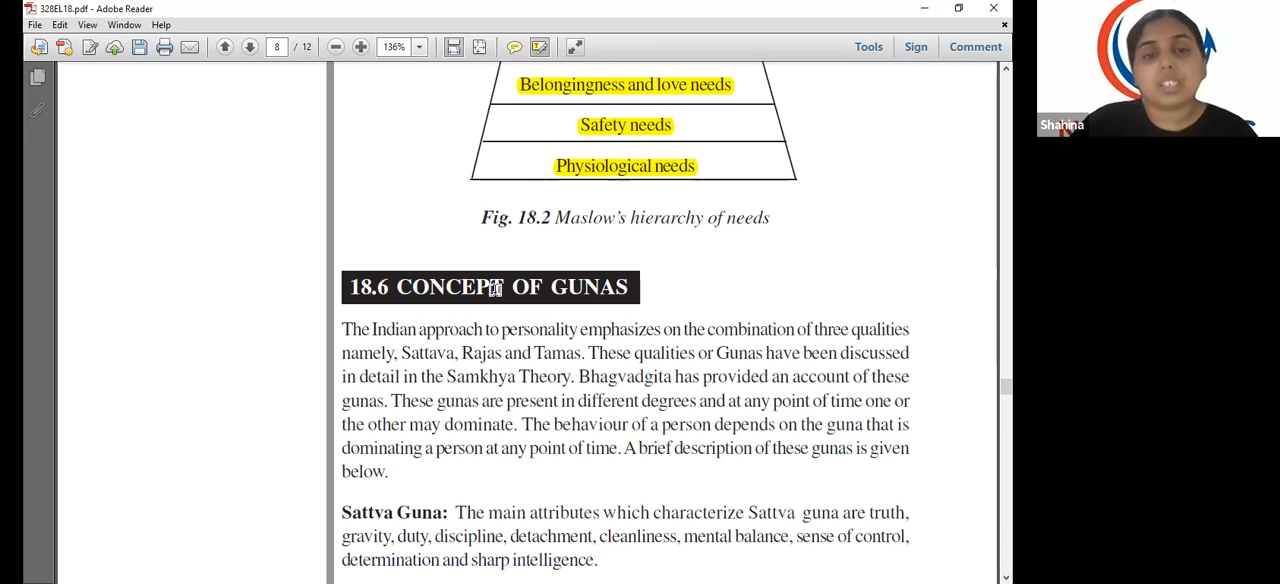 328EL18.pdf - Adobe Reader
File Edit View Window Help
8 / 12 136% Tools Sign Comment
Shahina
Belongingness and love needs
Safety needs
Physiological needs
Fig. 18.2 Maslow's hierarchy of needs
18.6 CONCEPT OF GUNAS
The Indian approach to personality emphasizes on the combination of three qualities
namely, Sattava, Rajas and Tamas. These qualities or Gunas have been discussed
in detail in the Samkhya Theory. Bhagvadgita has provided an account of these
gunas. These gunas are present in different degrees and at any point of time one or
the other may dominate. The behaviour of a person depends on the guna that is
dominating a person at any point of time. A brief description of these gunas is given
below.
Sattva Guna: The main attributes which characterize Sattva guna are truth,
gravity, duty, discipline, detachment, cleanliness, mental balance, sense of control,
determination and sharp intelligence.